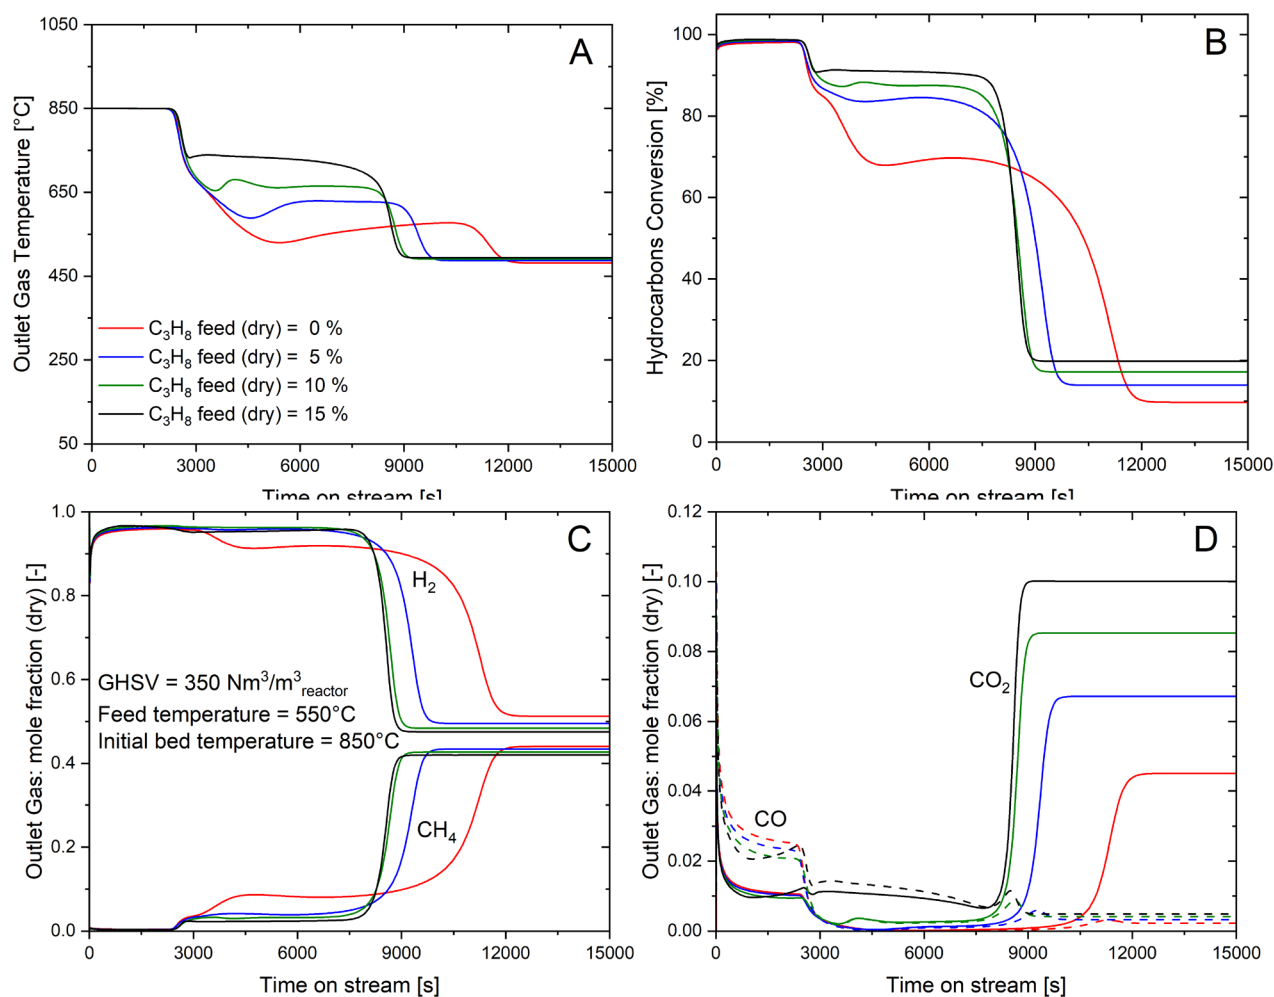 A
Outlet Gas Temperature [°C]
1050
850
650
450
250
50
C₃H₈ feed (dry) = 0 %
C₃H₈ feed (dry) = 5 %
C₃H₈ feed (dry) = 10 %
C₃H₈ feed (dry) = 15 %
0 3000 6000 9000 12000 15000
Time on stream [s]
B
Hydrocarbons Conversion [%]
100
80
60
40
20
0
0 3000 6000 9000 12000 15000
Time on stream [s]
C
Outlet Gas: mole fraction (dry) [-]
1.0
0.8
0.6
0.4
0.2
0.0
H₂
GHSV = 350 Nm³/m³reactor
Feed temperature = 550°C
Initial bed temperature = 850°C
CH₄
0 3000 6000 9000 12000 15000
Time on stream [s]
D
Outlet Gas: mole fraction (dry) [-]
0.12
0.10
0.08
0.06
0.04
0.02
0.00
CO₂
CO
0 3000 6000 9000 12000 15000
Time on stream [s]